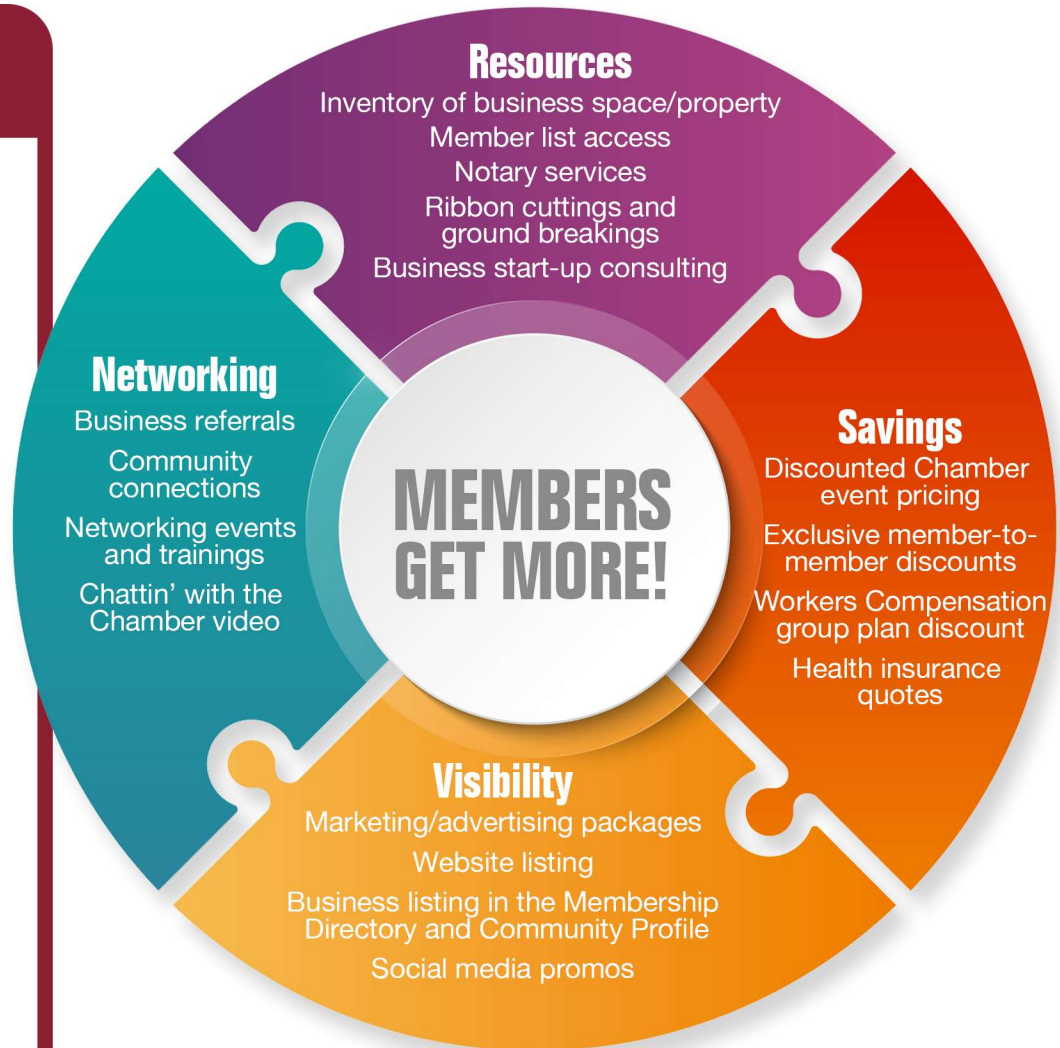 Resources
Inventory of business space/property
Member list access
Notary services
Ribbon cuttings and
ground breakings
Business start-up consulting
Networking
Business referrals
Community
connections
Networking events
and trainings
Chattin’ with the
Chamber video
MEMBERS
GET MORE!
Savings
Discounted Chamber
event pricing
Exclusive member-to-
member discounts
Workers Compensation
group plan discount
Health insurance
quotes
Visibility
Marketing/advertising packages
Website listing
Business listing in the Membership
Directory and Community Profile
Social media promos